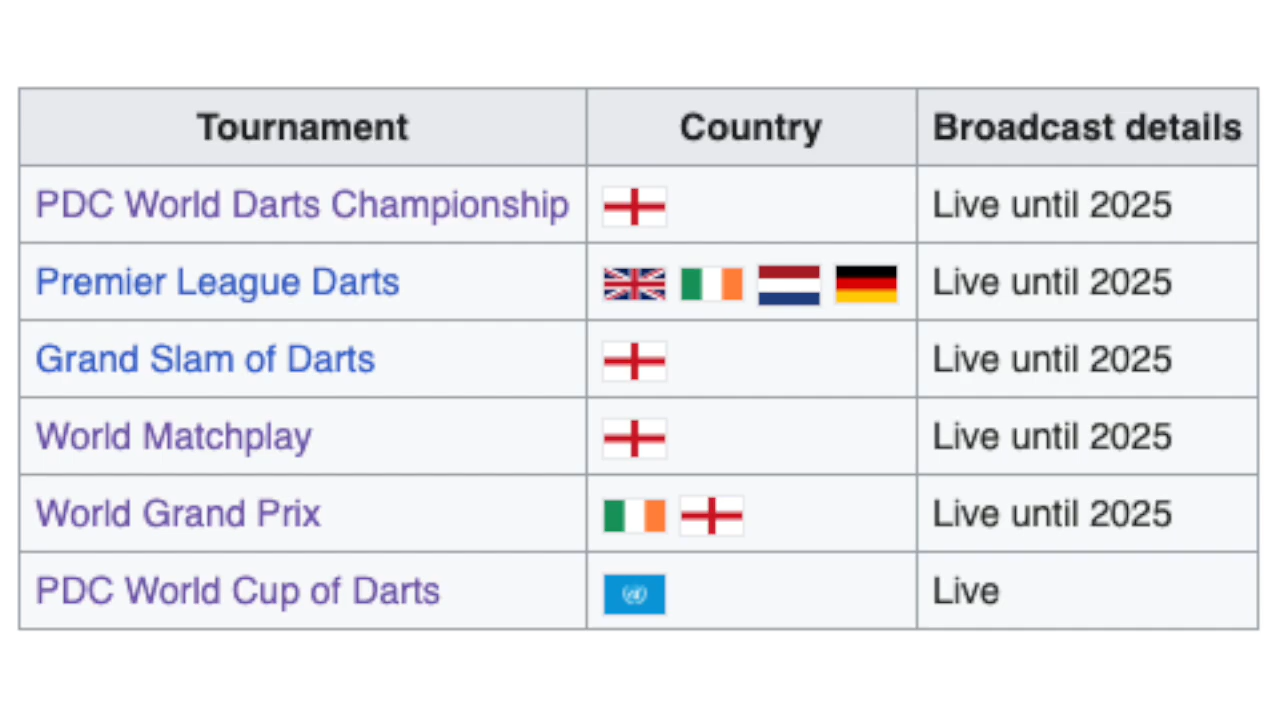 Tournament Country Broadcast details
PDC World Darts Championship Live until 2025
Premier League Darts Live until 2025
Grand Slam of Darts Live until 2025
World Matchplay Live until 2025
World Grand Prix Live until 2025
PDC World Cup of Darts Live